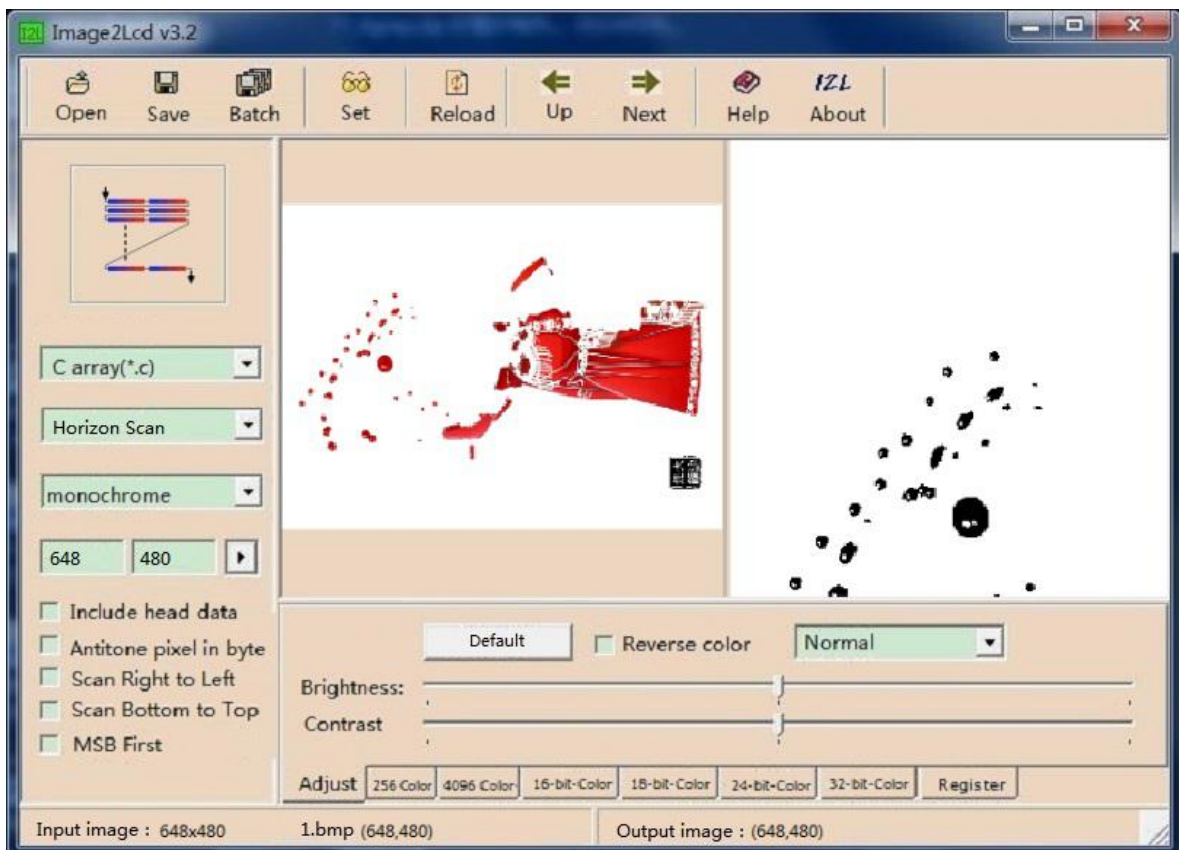 I2L Image2Lcd v3.2
Open Save Batch Set Reload Up Next Help I2L About
C array(*.c)
Horizon Scan
monochrome
648 480
Include head data
Antitone pixel in byte
Scan Right to Left
Scan Bottom to Top
MSB First
Default Reverse color Normal
Brightness:
Contrast
Adjust 256 Color 4096 Color 16-bit-Color 18-bit-Color 24-bit-Color 32-bit-Color Register
Input image : 648x480 1.bmp (648,480) Output image : (648,480)